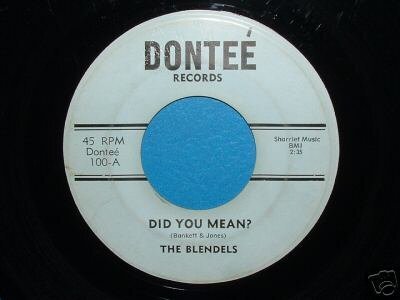 DONTEÉ
RECORDS
45 RPM
Donteé
100-A
Sharriet Music
BMI
2:35
DID YOU MEAN?
(Bankett & Jones)
THE BLENDELS